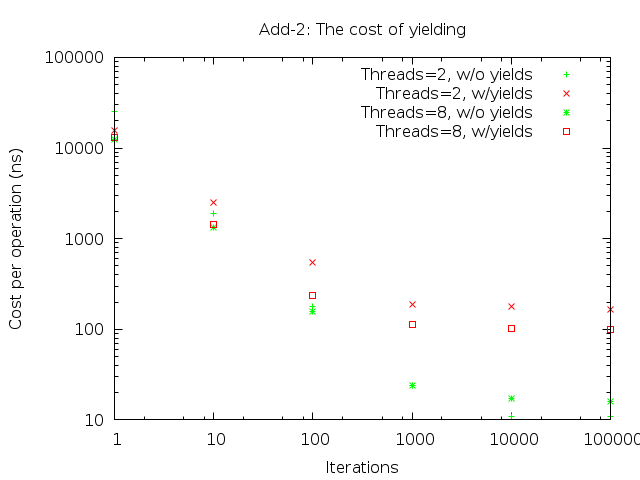 Add-2: The cost of yielding
100000
10000
1000
100
10
Cost per operation (ns)
Threads=2, w/o yields
Threads=2, w/yields
Threads=8, w/o yields
Threads=8, w/yields
1 10 100 1000 10000 100000
Iterations